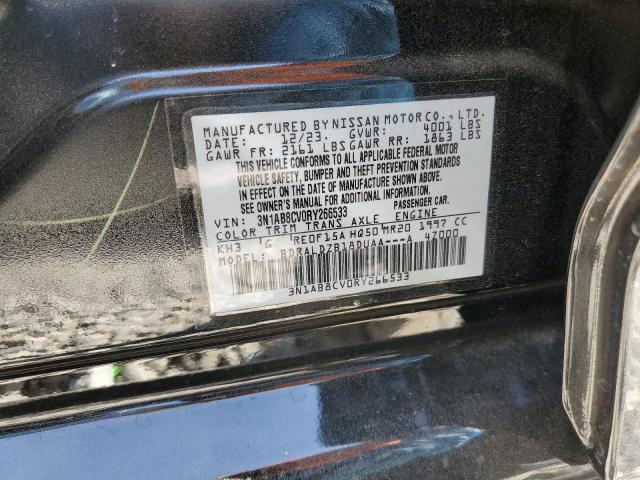 MANUFACTURED BY NISSAN MOTOR CO., LTD.
DATE: 12/23 GVWR: 4001 LBS
GAWR FR: 2161 LBS GAWR RR: 1863 LBS
THIS VEHICLE CONFORMS TO ALL APPLICABLE FEDERAL MOTOR
VEHICLE SAFETY, BUMPER AND THEFT PREVENTION STANDARDS
IN EFFECT ON THE DATE OF MANUFACTURE SHOWN ABOVE.
SEE OWNER'S MANUAL FOR ADDITIONAL INFORMATION.
VIN: 3N1AB8CV0RY266533 PASSENGER CAR.
COLOR TRIM TRANS AXLE ENGINE
KH3 G RE0F15A HQ50 MR20 1997 CC
MODEL: BDRALDZB1ADUAA---A 47000
3N1AB8CV0RY266533